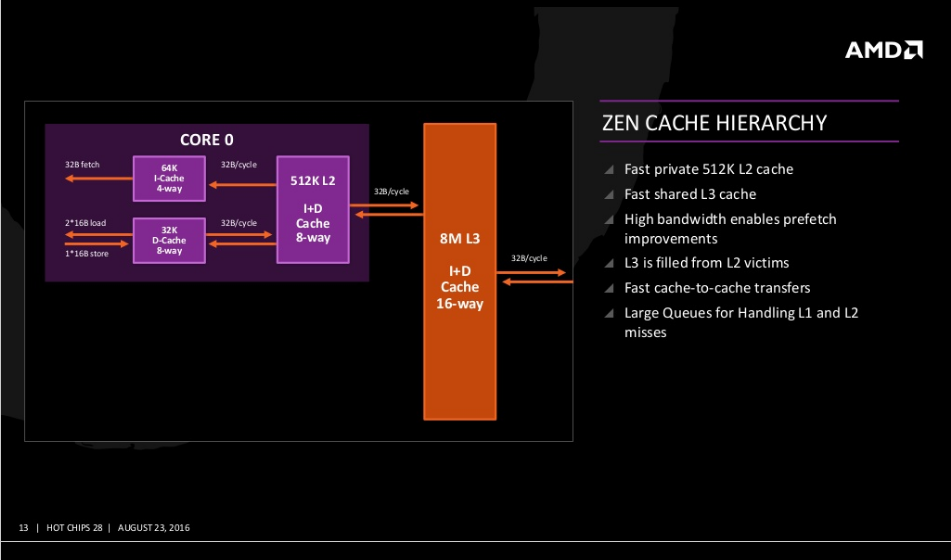 AMD
ZEN CACHE HIERARCHY
CORE 0
32B fetch
64K
I-Cache
4-way
32B/cycle
512K L2
I+D
Cache
8-way
2*16B load
1*16B store
32K
D-Cache
8-way
32B/cycle
32B/cycle
8M L3
I+D
Cache
16-way
32B/cycle
Fast private 512K L2 cache
Fast shared L3 cache
High bandwidth enables prefetch
improvements
L3 is filled from L2 victims
Fast cache-to-cache transfers
Large Queues for Handling L1 and L2
misses
13 | HOT CHIPS 28 | AUGUST 23, 2016